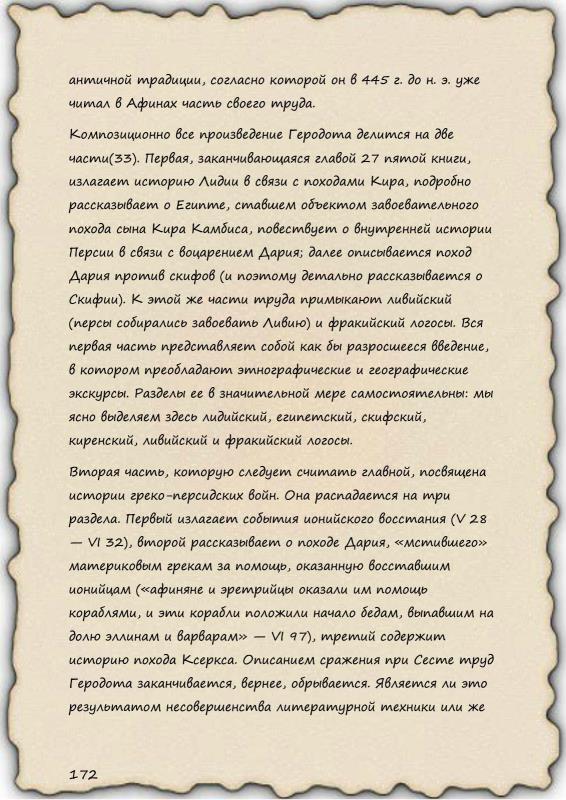 античной традиции, согласно которой он в 445 г. до н. э. уже
читал в Афинах часть своего труда.
Композиционно все произведение Геродота делится на две
части(33). Первая, заканчивающаяся главой 27 пятой книги,
излагает историю Лидии в связи с походами Кира, подробно
рассказывает о Египте, ставшем объектом завоевательного
похода сына Кира Камбиса, повествует о внутренней истории
Персии в связи с воцарением Дария; далее описывается поход
Дария против скифов (и поэтому детально рассказывается о
Скифии). К этой же части труда примыкают ливийский
(персы собирались завоевать Ливию) и фракийский логосы. Вся
первая часть представляет собой как бы разросшееся введение,
в котором преобладают этнографические и географические
экскурсы. Разделы ее в значительной мере самостоятельны: мы
ясно выделяем здесь лидийский, египетский, скифский,
киренский, ливийский и фракийский логосы.
Вторая часть, которую следует считать главной, посвящена
истории греко-персидских войн. Она распадается на три
раздела. Первый излагает события ионийского восстания (V 28
— VI 32), второй рассказывает о походе Дария, «мстившего»
материковым грекам за помощь, оказанную восставшим
ионийцам («афиняне и эретрийцы оказали им помощь
кораблями, и эти корабли положили начало бедам, выпавшим на
долю эллинам и варварам» — VI 97), третий содержит
историю похода Ксеркса. Описанием сражения при Сесте труд
Геродота заканчивается, вернее, обрывается. Является ли это
результатом несовершенства литературной техники или же
172